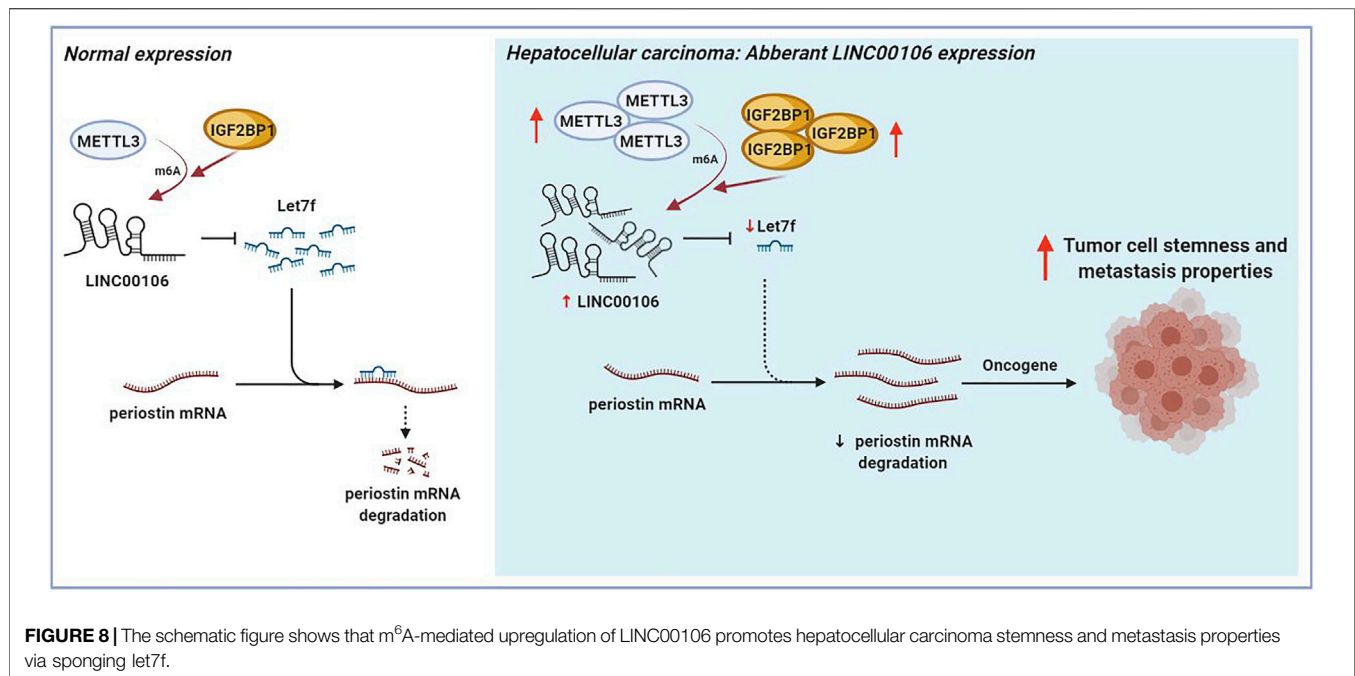 Normal expression
METTL3
IGF2BP1
m6A
Let7f
LINC00106
periostin mRNA
periostin mRNA
degradation
Hepatocellular carcinoma: Abberant LINC00106 expression
METTL3
METTL3
METTL3
IGF2BP1
IGF2BP1
IGF2BP1
m6A
↓Let7f
↑ LINC00106
periostin mRNA
↓ periostin mRNA
degradation
Oncogene
Tumor cell stemness and
metastasis properties
FIGURE 8 | The schematic figure shows that m⁶A-mediated upregulation of LINC00106 promotes hepatocellular carcinoma stemness and metastasis properties
via sponging let7f.